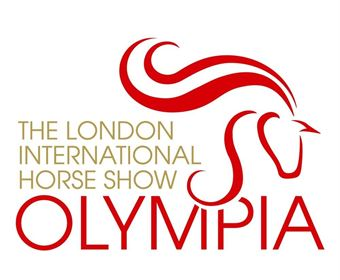 THE LONDON
INTERNATIONAL
HORSE SHOW
OLYMPIA